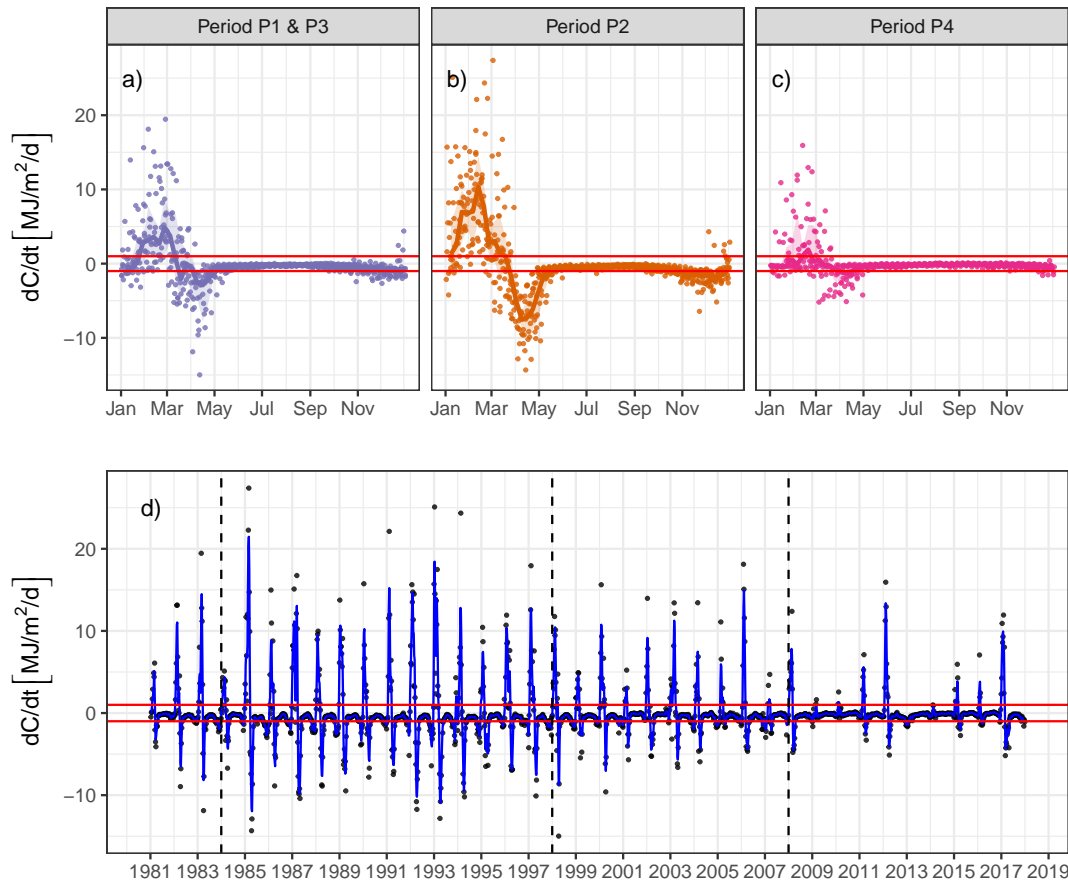 Period P1 & P3
Period P2
Period P4
a)
b)
c)
dC/dt [MJ/m²/d]
20
10
0
−10
Jan Mar May Jul Sep Nov
Jan Mar May Jul Sep Nov
Jan Mar May Jul Sep Nov
d)
dC/dt [MJ/m²/d]
20
10
0
−10
1981 1983 1985 1987 1989 1991 1993 1995 1997 1999 2001 2003 2005 2007 2009 2011 2013 2015 2017 2019